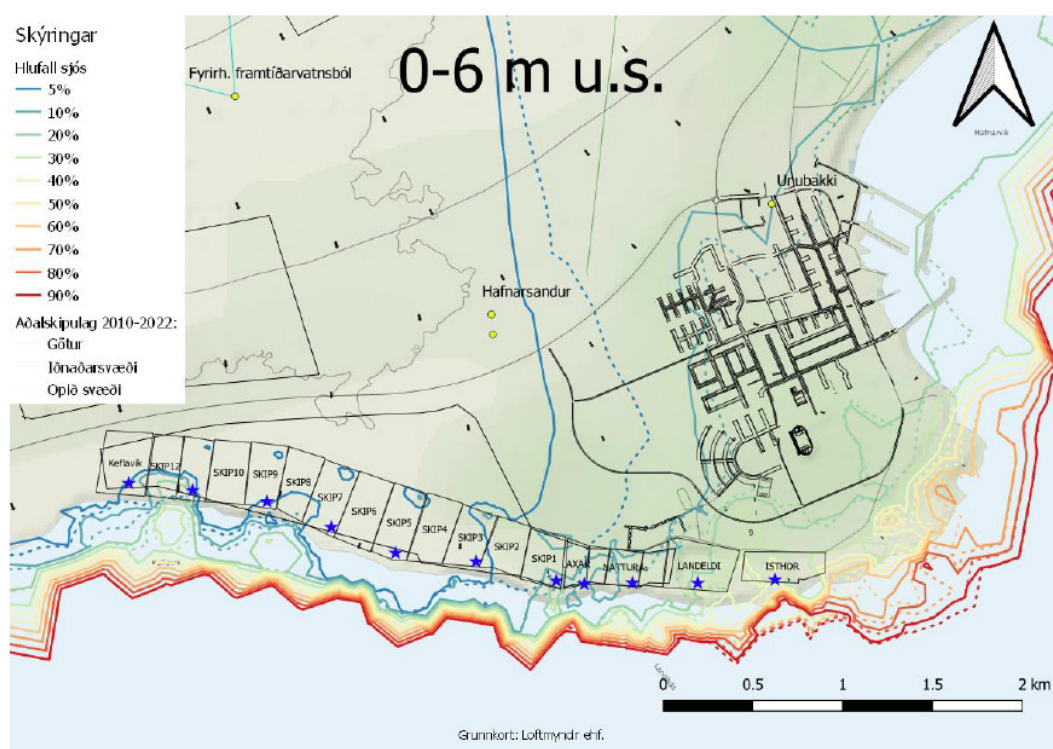 Skýringar
Hlufall sjós
5%
10%
20%
30%
40%
50%
60%
70%
80%
90%
Aðalskipulag 2010-2022:
Götur
Iðnaðarsvæði
Opið svæði
0-6 m u.s.
Fyrirh. framtíðarvatnsból
Hafnarvík
Unubakki
Hafnarsandur
Keflavik
SKIP12
SKIP10
SKIP9
SKIP8
SKIP7
SKIP6
SKIP5
SKIP4
SKIP3
SKIP2
SKIP1
AXAR
NATTURA
LANDELDI
ISTHOR
9
0
0.5
1
1.5
2 km
Grunnkort: Loftmyndir ehf.